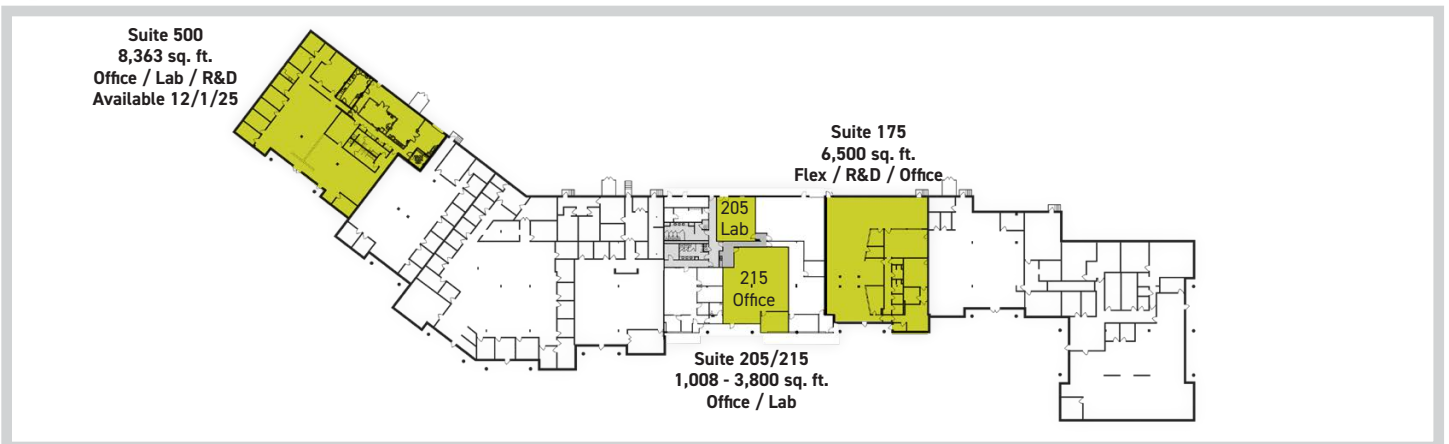 Suite 500
8,363 sq. ft.
Office / Lab / R&D
Available 12/1/25
Suite 175
6,500 sq. ft.
Flex / R&D / Office
205
Lab
215
Office
Suite 205/215
1,008 - 3,800 sq. ft.
Office / Lab